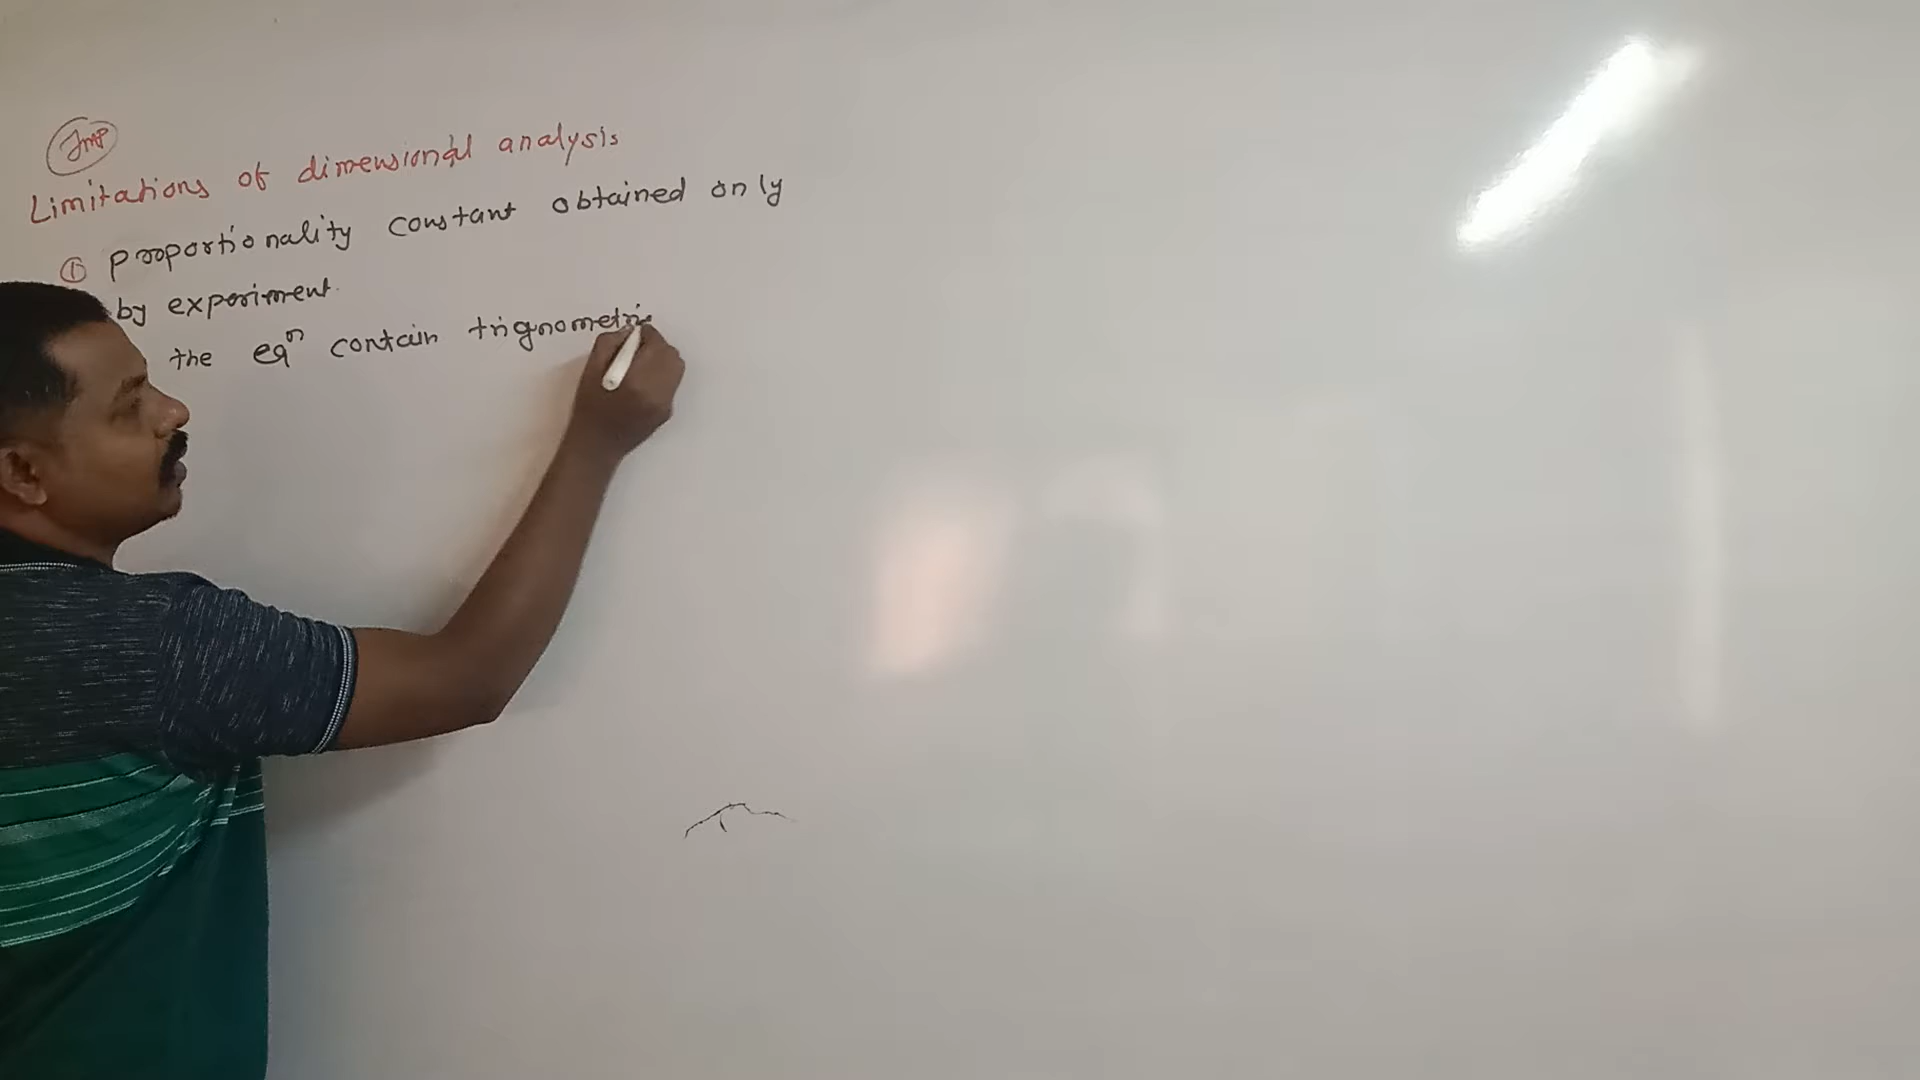 Imp
Limitations of dimensional analysis
① proportionality constant obtained only
by experiment.
the eqⁿ contain trignometric